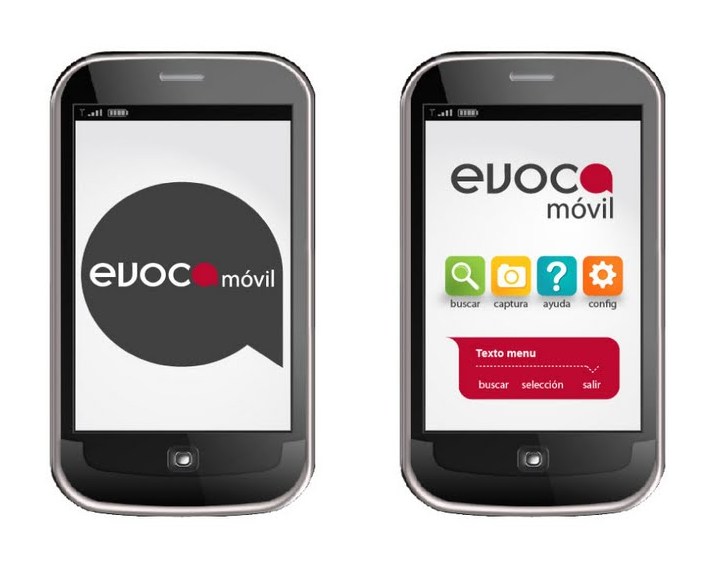 evoca móvil
evoca
móvil
buscar captura ayuda config
Texto menu
buscar selección salir